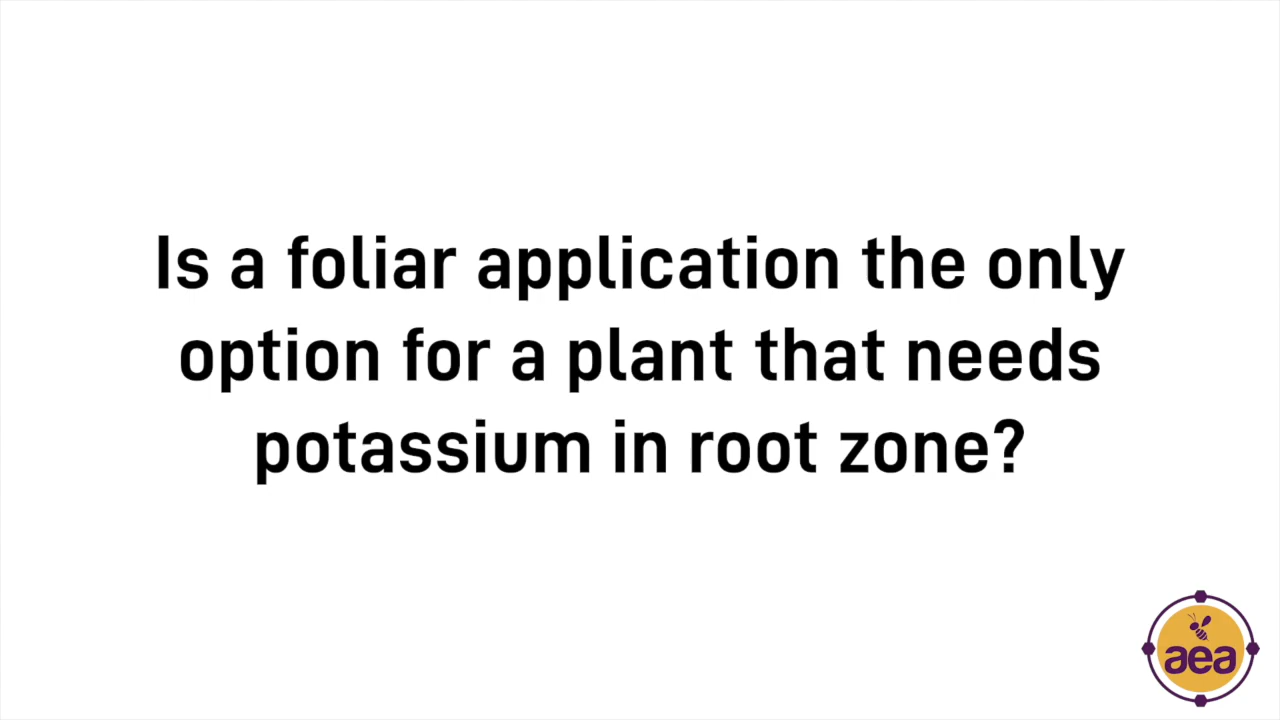 Is a foliar application the only
option for a plant that needs
potassium in root zone?
aea